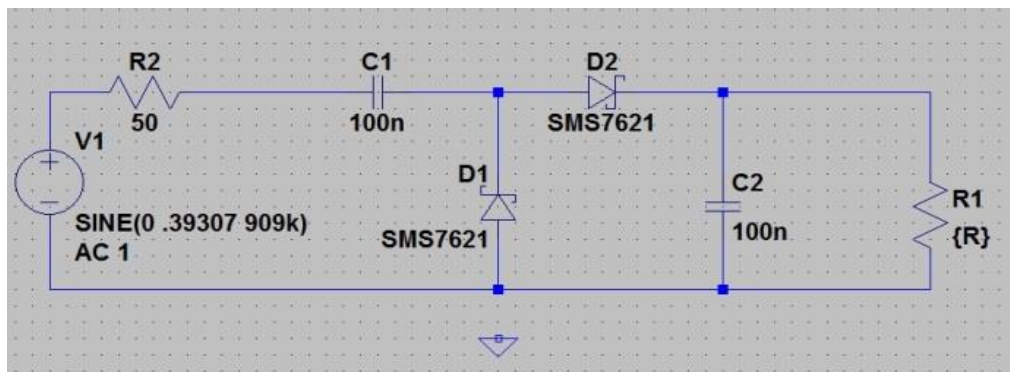 R2
50
C1
100n
D2
SMS7621
V1
SINE(0 .39307 909k)
AC 1
D1
SMS7621
C2
100n
R1
{R}